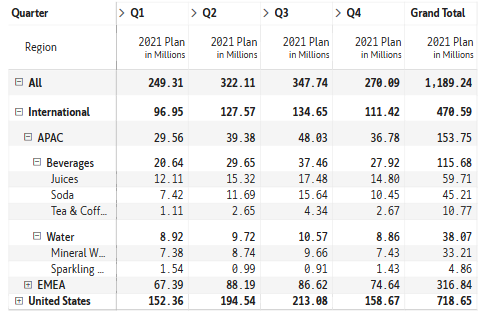 Quarter Q1 Q2 Q3 Q4 Grand Total
Region 2021 Plan 2021 Plan 2021 Plan 2021 Plan 2021 Plan
in Millions in Millions in Millions in Millions in Millions
All 249.31 322.11 347.74 270.09 1,189.24
International 96.95 127.57 134.65 111.42 470.59
APAC 29.56 39.38 48.03 36.78 153.75
Beverages 20.64 29.65 37.46 27.92 115.68
Juices 12.11 15.32 17.48 14.80 59.71
Soda 7.42 11.69 15.64 10.45 45.21
Tea & Coff... 1.11 2.65 4.34 2.67 10.77
Water 8.92 9.72 10.57 8.86 38.07
Mineral W... 7.38 8.74 9.66 7.43 33.21
Sparkling ... 1.54 0.99 0.91 1.43 4.86
EMEA 67.39 88.19 86.62 74.64 316.84
United States 152.36 194.54 213.08 158.67 718.65